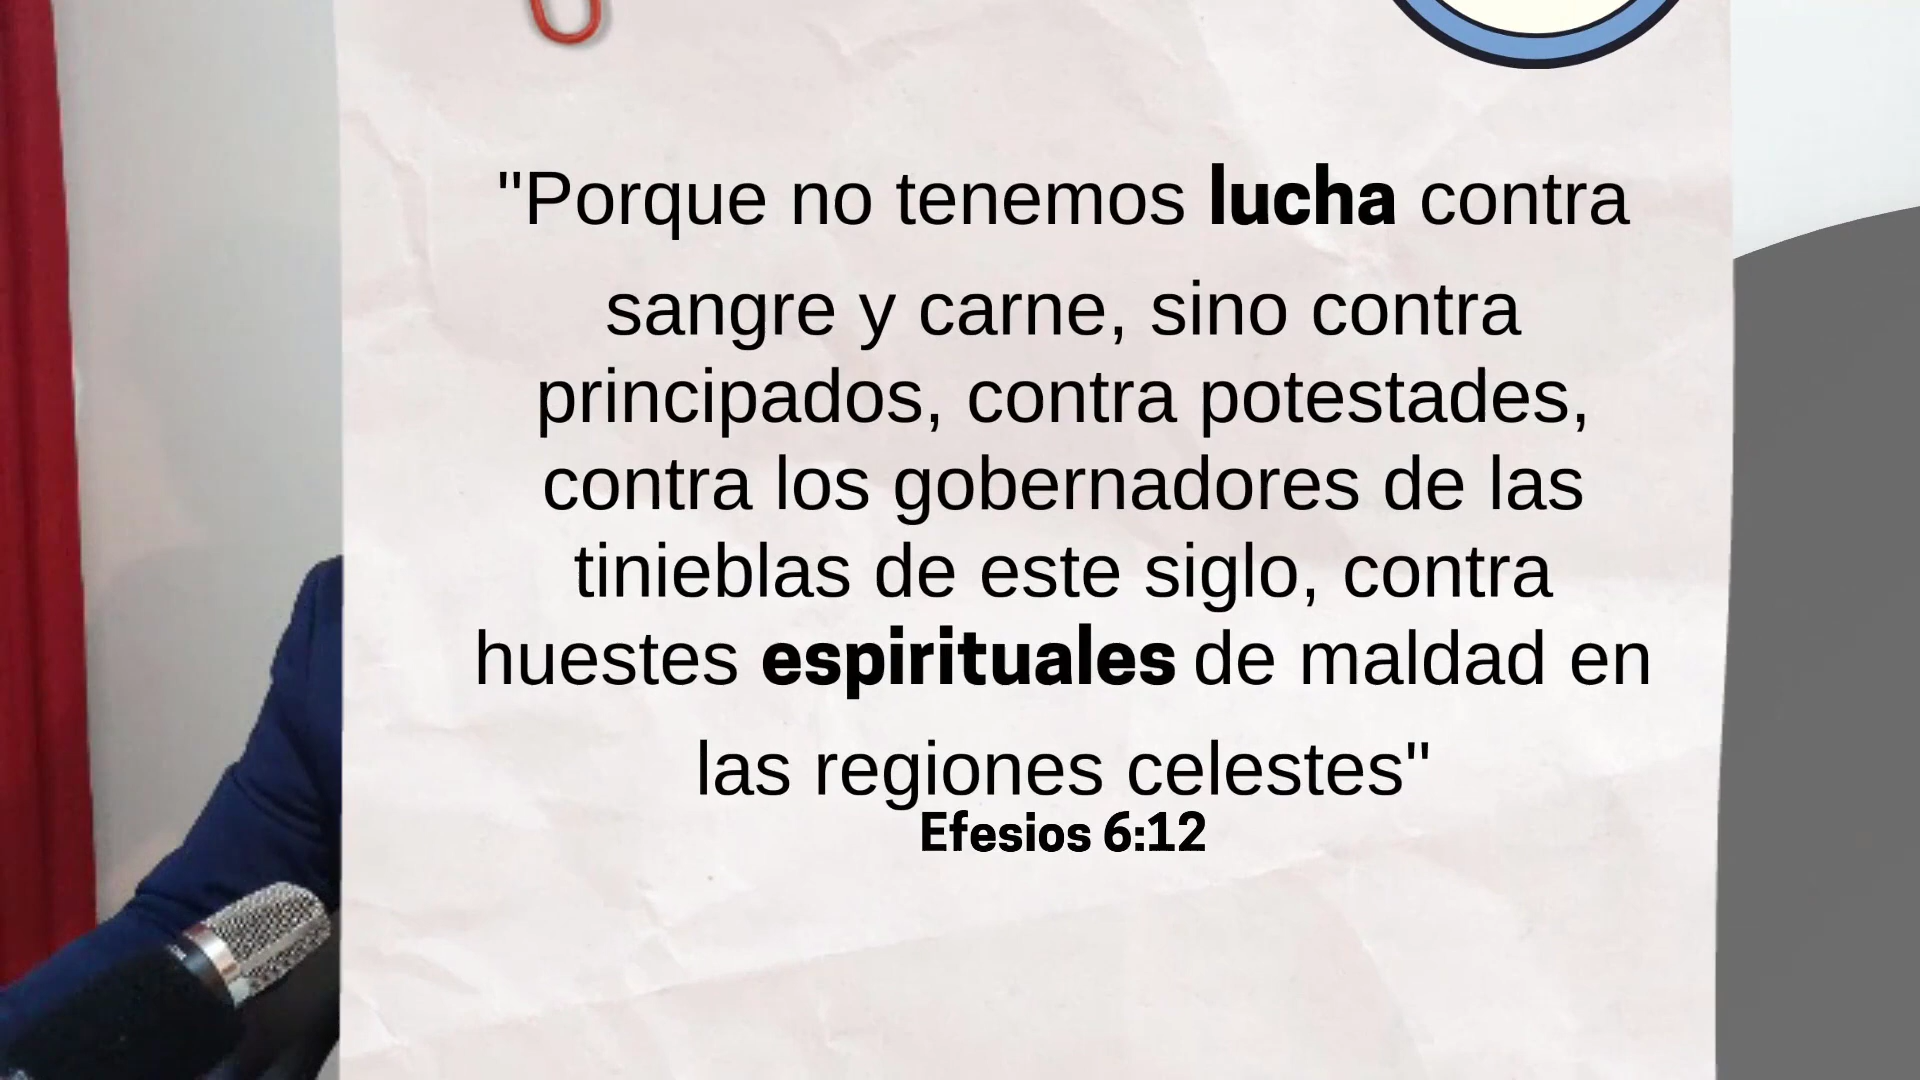 "Porque no tenemos lucha contra
sangre y carne, sino contra
principados, contra potestades,
contra los gobernadores de las
tinieblas de este siglo, contra
huestes espirituales de maldad en
las regiones celestes"
Efesios 6:12